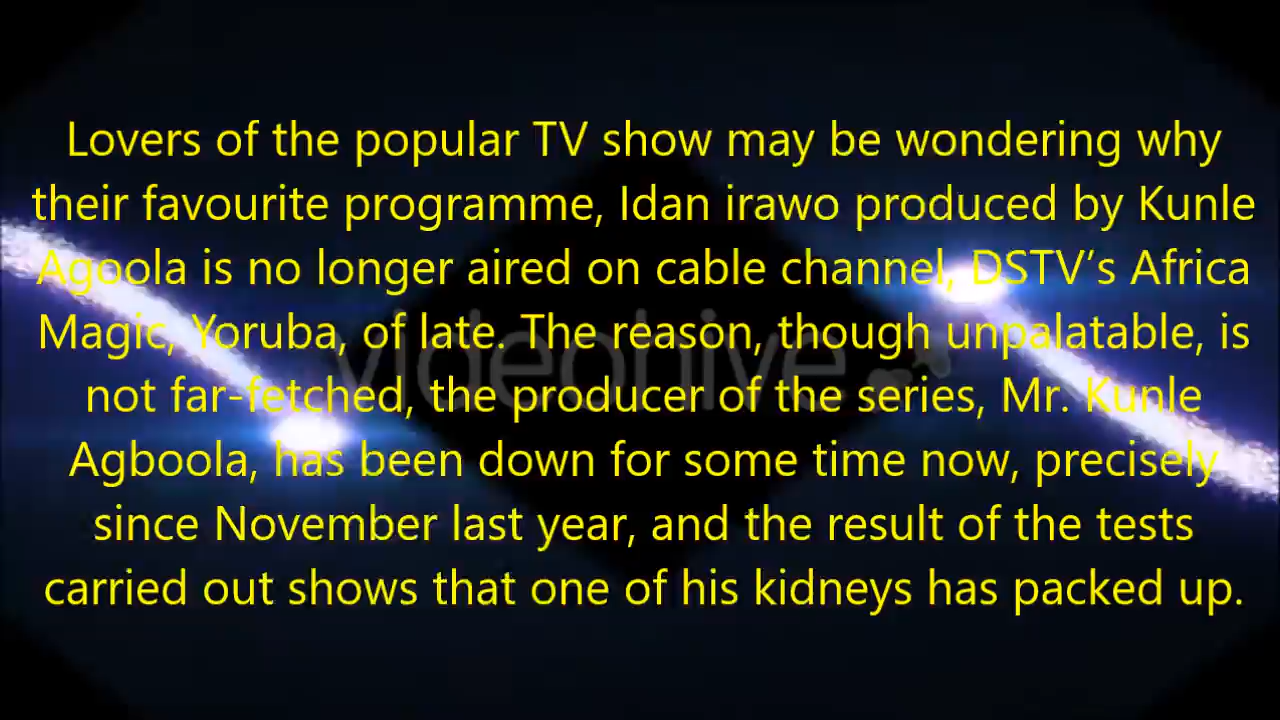 Lovers of the popular TV show may be wondering why
their favourite programme, Idan irawo produced by Kunle
Agoola is no longer aired on cable channel, DSTV’s Africa
Magic, Yoruba, of late. The reason, though unpalatable, is
not far-fetched, the producer of the series, Mr. Kunle
Agboola, has been down for some time now, precisely
since November last year, and the result of the tests
carried out shows that one of his kidneys has packed up.
videohive